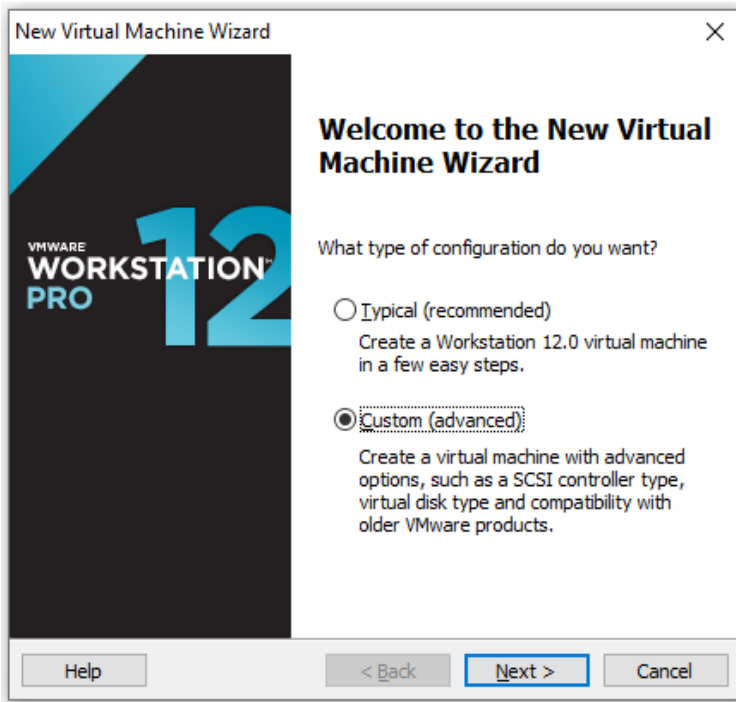 New Virtual Machine Wizard
VMWARE
WORKSTATION™
PRO
12
Welcome to the New Virtual
Machine Wizard
What type of configuration do you want?
Typical (recommended)
Create a Workstation 12.0 virtual machine
in a few easy steps.
Custom (advanced)
Create a virtual machine with advanced
options, such as a SCSI controller type,
virtual disk type and compatibility with
older VMware products.
Help
< Back
Next >
Cancel